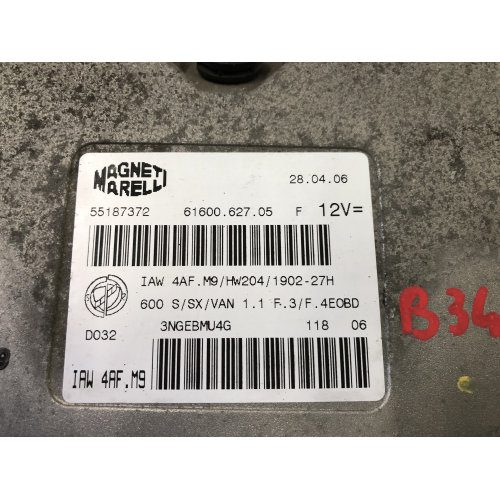 MAGNETI
MARELLI
28.04.06
55187372 61600.627.05 F 12V=
IAW 4AF.M9/HW204/1902-27H
600 S/SX/VAN 1.1 F.3/F.4EOBD
D032 3NGEBMU4G 118 06
IAW 4AF.M9
B34